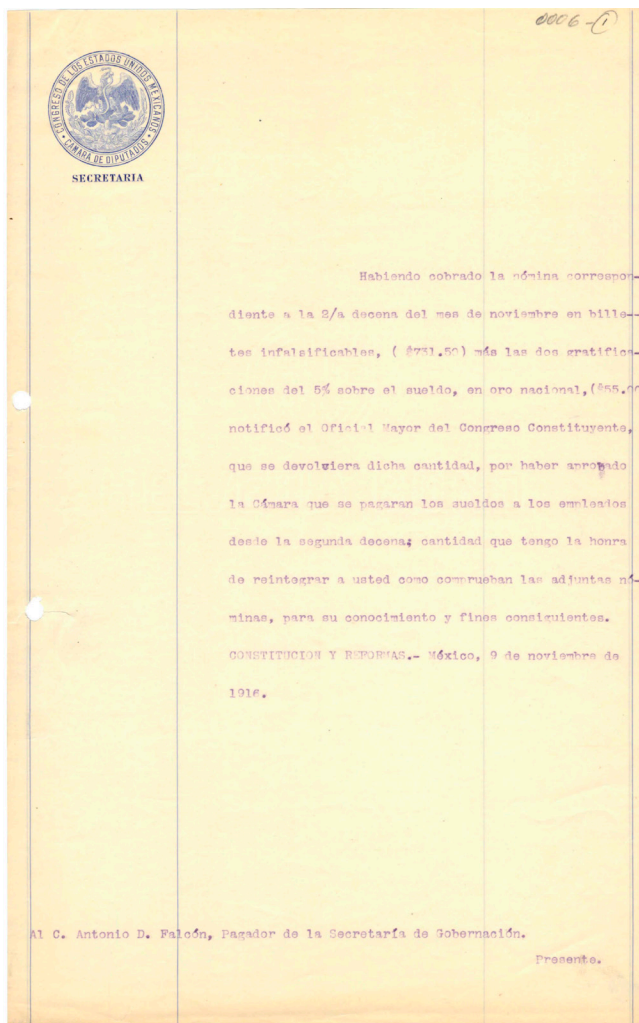 0006-1
CONGRESO DE LOS ESTADOS UNIDOS MEXICANOS
• CAMARA DE DIPUTADOS •
SECRETARIA
Habiendo cobrado la nómina correspon-
diente a la 2/a decena del mes de noviembre en bille--
tes infalsificables, ( $731.50) más las dos gratifica-
ciones del 5% sobre el sueldo, en oro nacional,($55.00
notificó el Oficial Mayor del Congreso Constituyente,
que se devolviera dicha cantidad, por haber aprobado
la Cámara que se pagaran los sueldos a los empleados
desde la segunda decena; cantidad que tengo la honra
de reintegrar a usted como comprueban las adjuntas nó-
minas, para su conocimiento y fines consiguientes.
CONSTITUCION Y REFORMAS.- México, 9 de noviembre de
1916.
Al C. Antonio D. Falcón, Pagador de la Secretaría de Gobernación.
Presente.